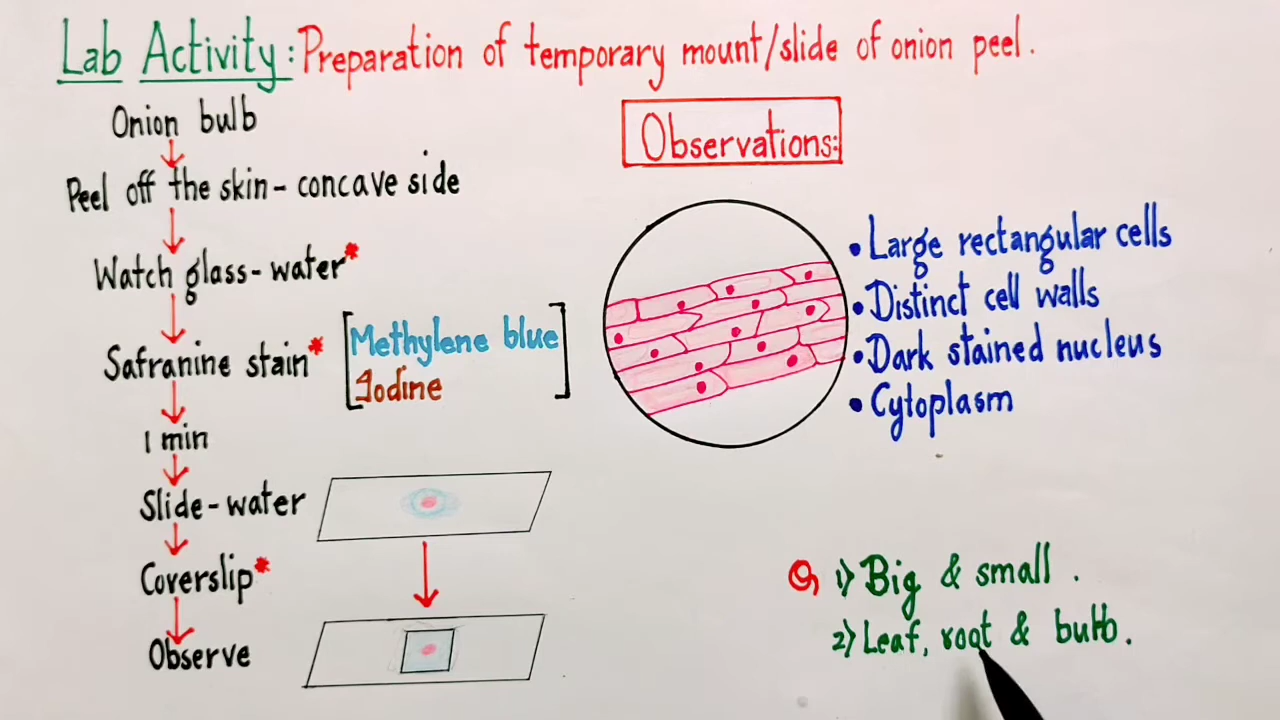 Lab Activity: Preparation of temporary mount/slide of onion peel.
Onion bulb
Peel off the skin - concave side
Watch glass - water*
Safranine stain* [Methylene blue
Iodine]
1 min
Slide - water
Coverslip*
Observe
Observations:
• Large rectangular cells
• Distinct cell walls
• Dark stained nucleus
• Cytoplasm
Q 1) Big & small.
2) Leaf, root & bulb.